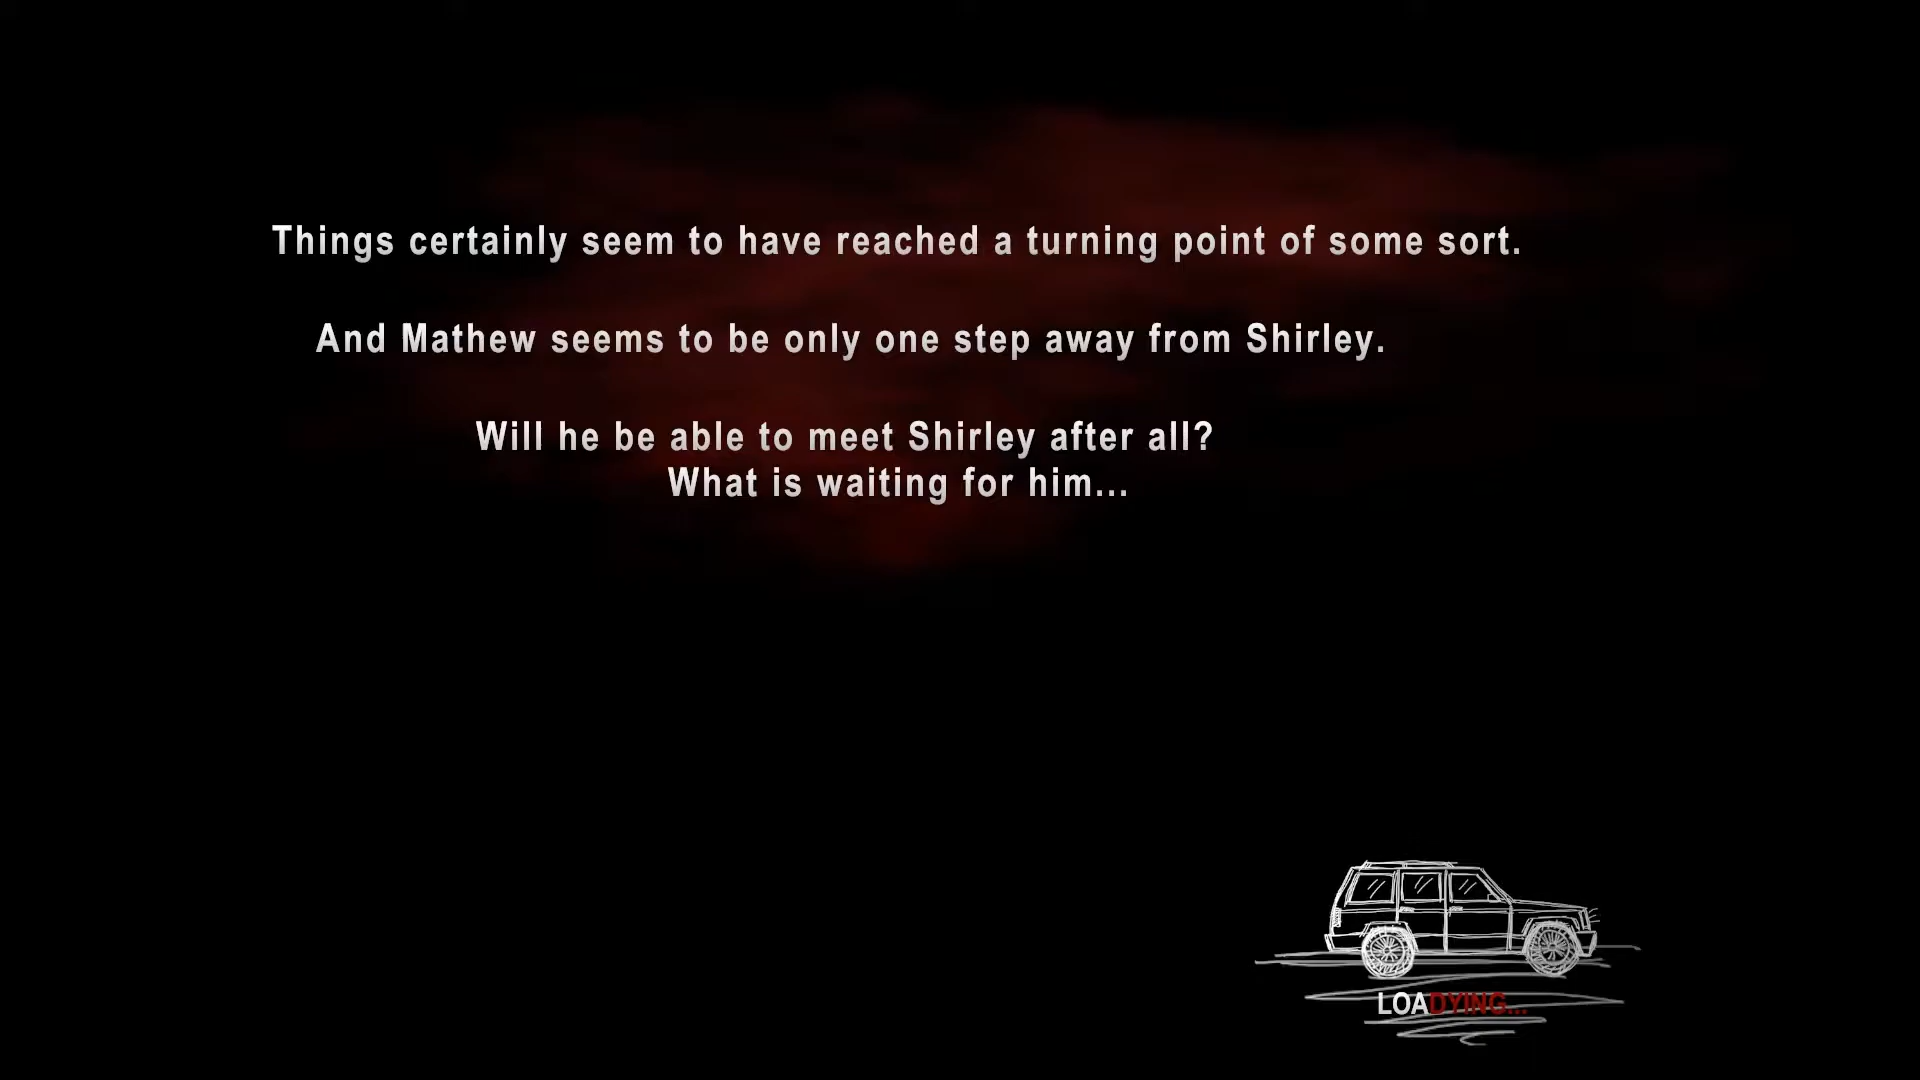 Things certainly seem to have reached a turning point of some sort.
And Mathew seems to be only one step away from Shirley.
Will he be able to meet Shirley after all?
What is waiting for him...
LOADYING...